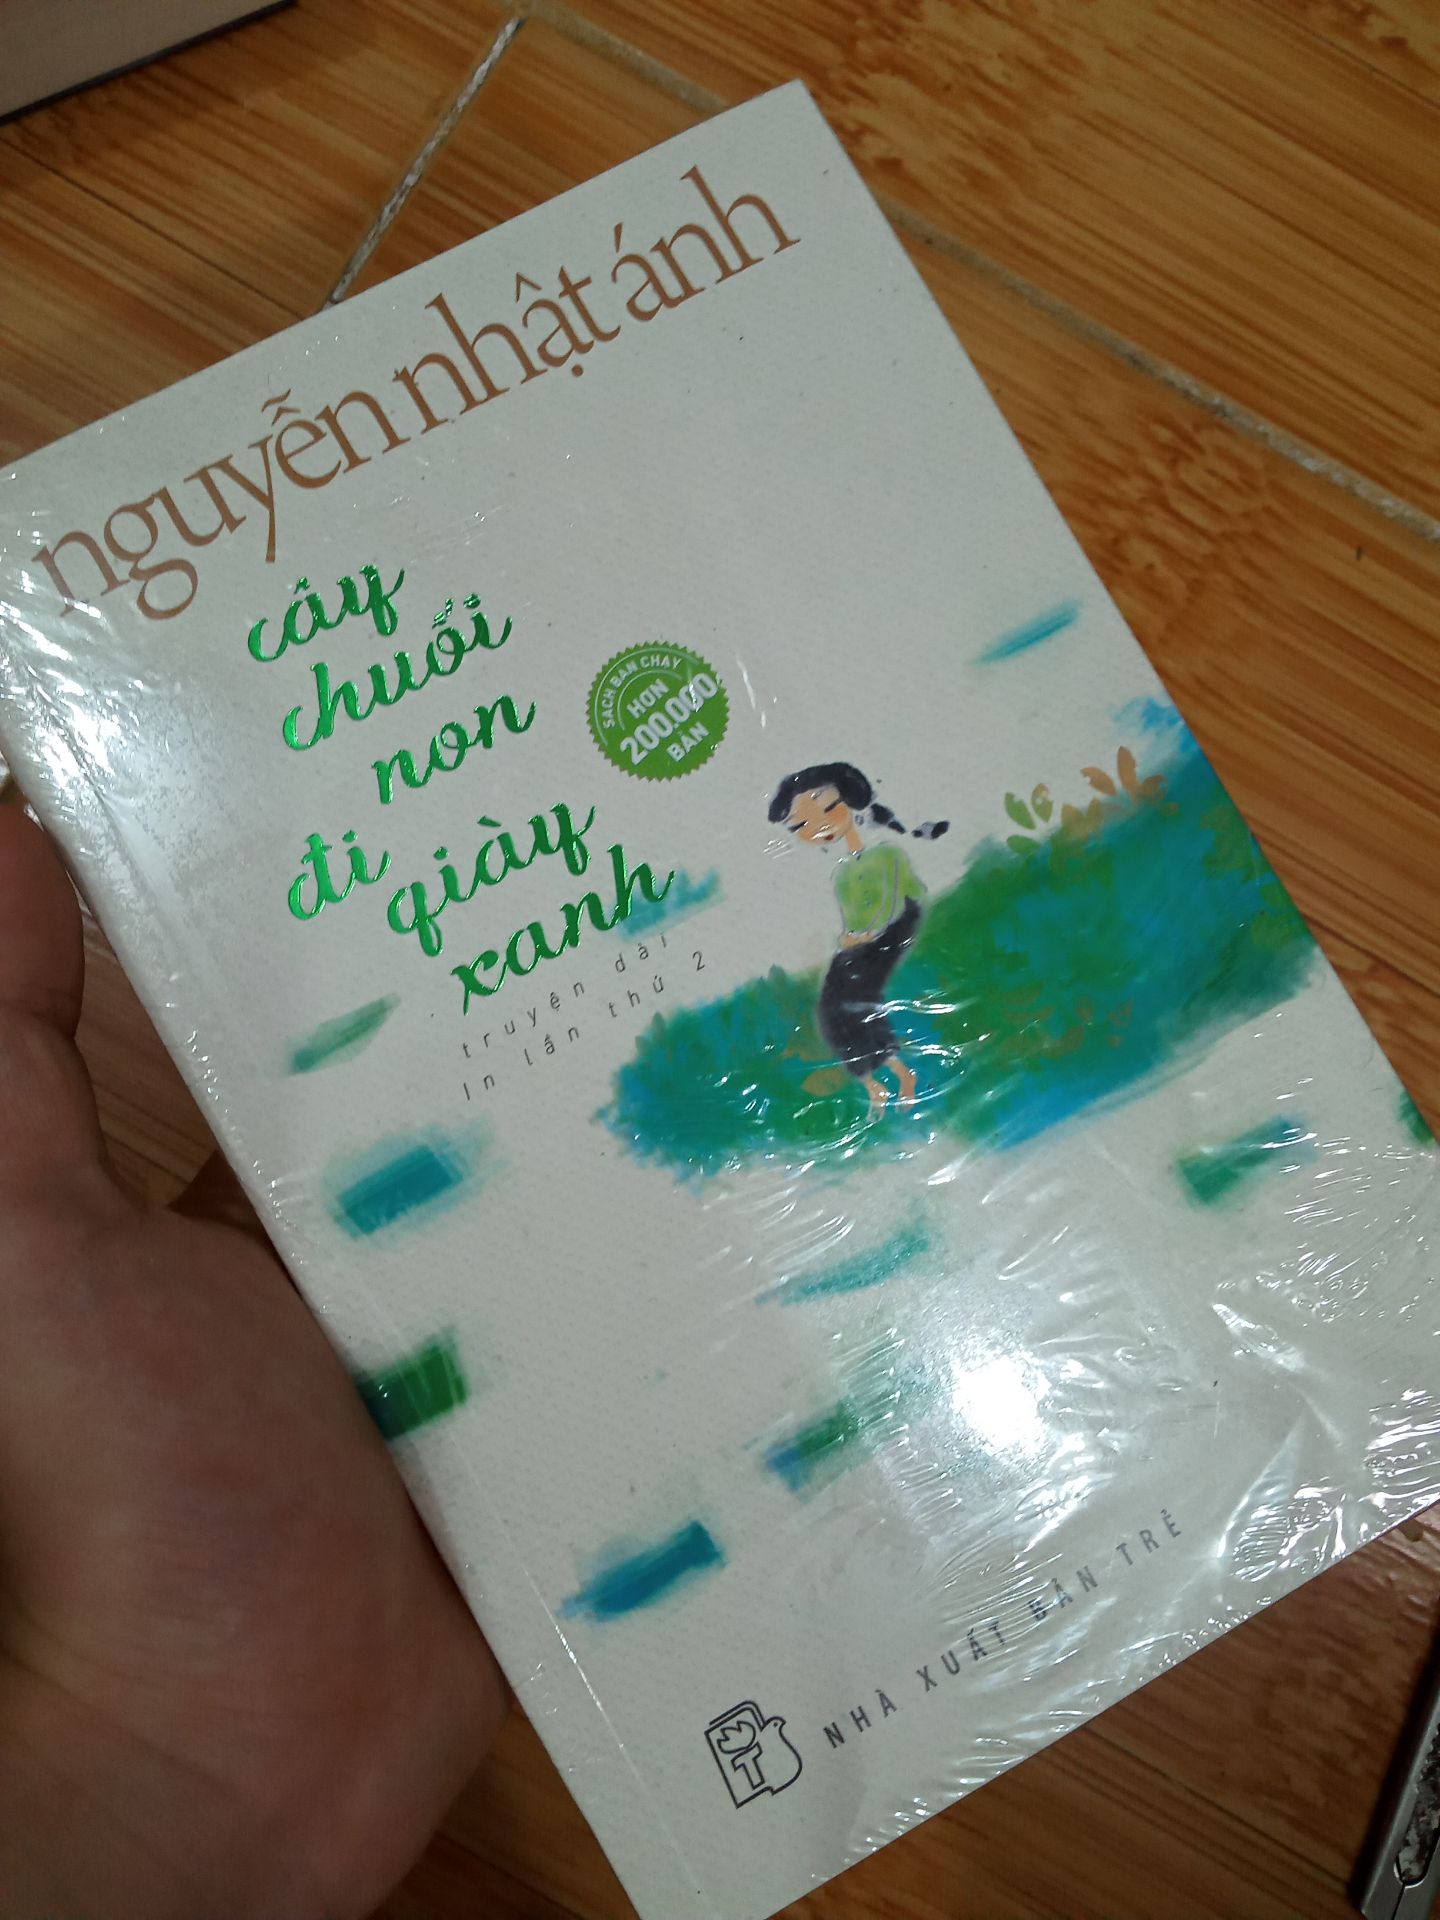 nguyễn nhật ánh
cây
chuối
non
đi
giày
xanh
SÁCH BÁN CHẠY
HƠN
200.000
BẢN
truyện dài
In lần thứ 2
NHÀ XUẤT BẢN TRẺ